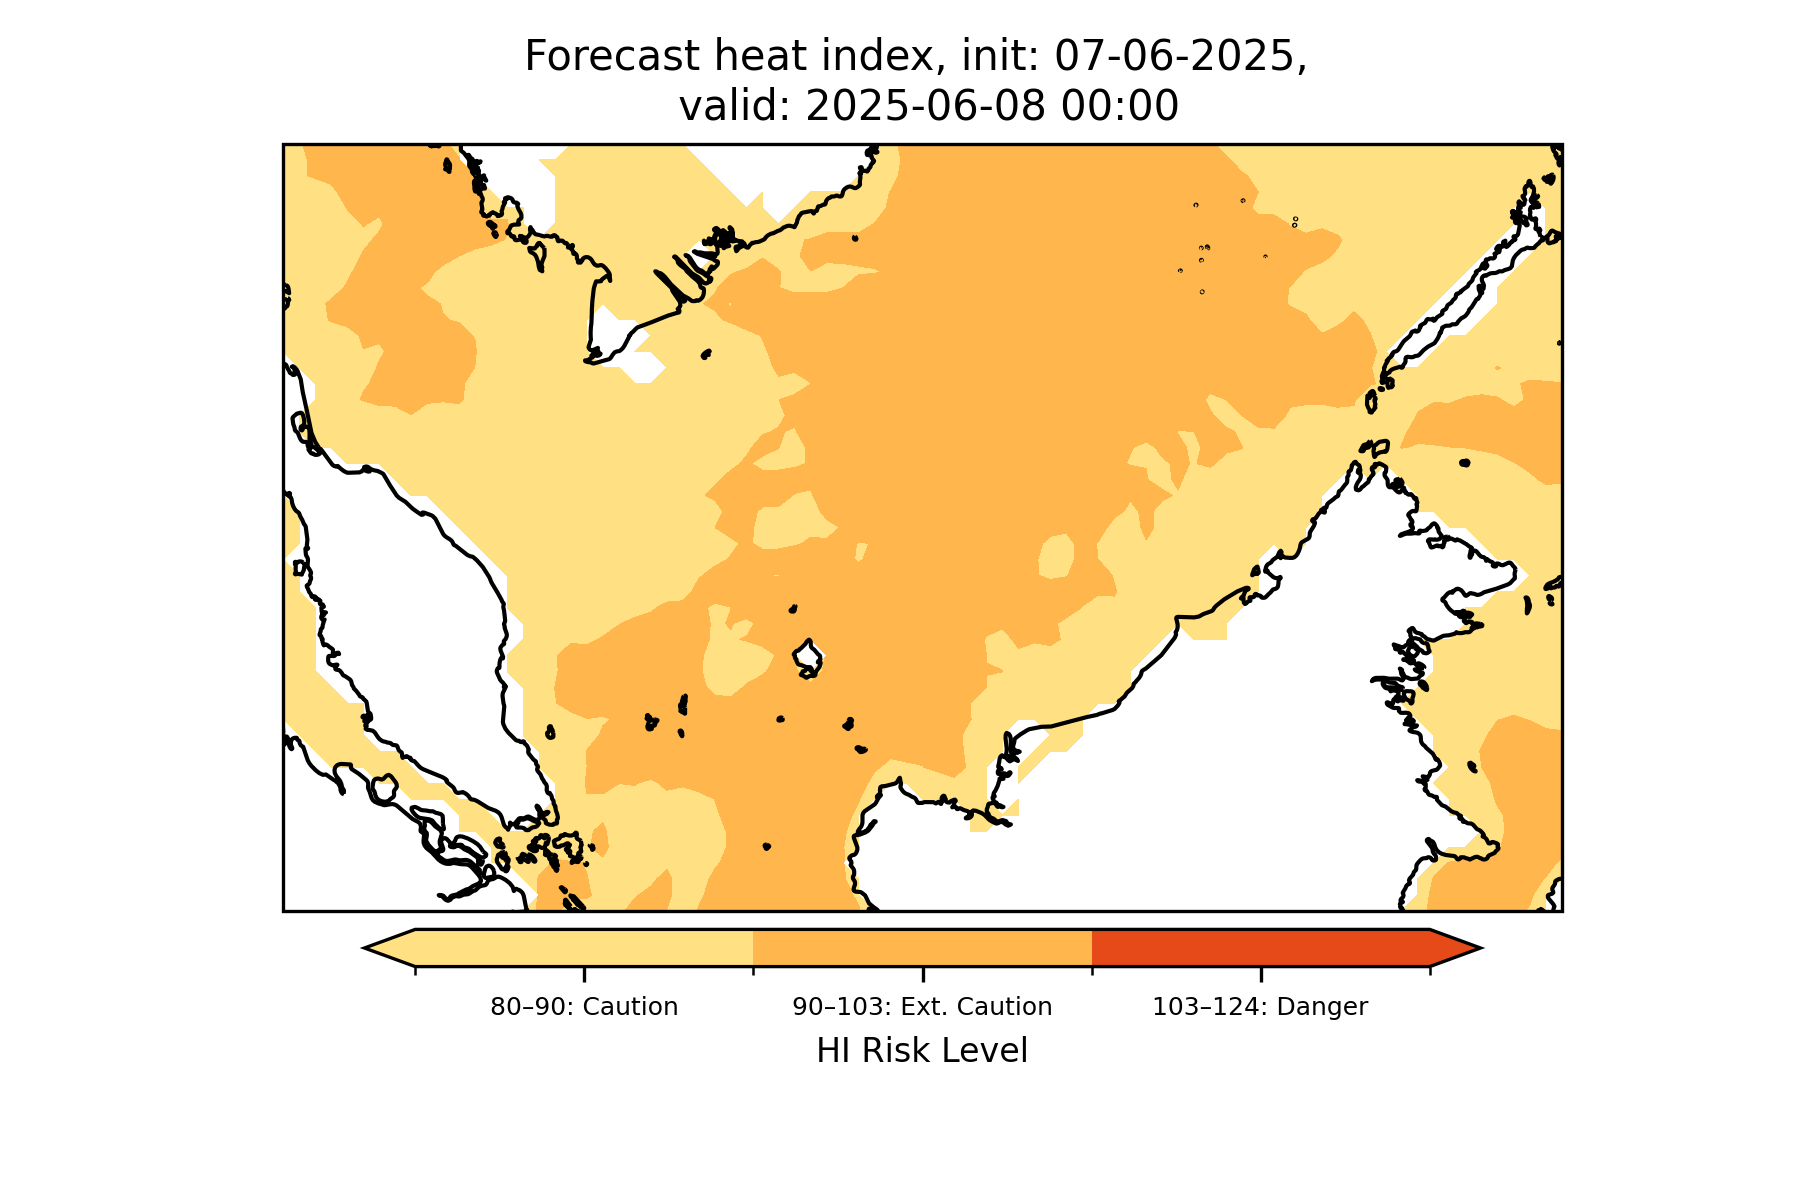 Forecast heat index, init: 07-06-2025,
valid: 2025-06-08 00:00
80–90: Caution
90–103: Ext. Caution
103–124: Danger
HI Risk Level